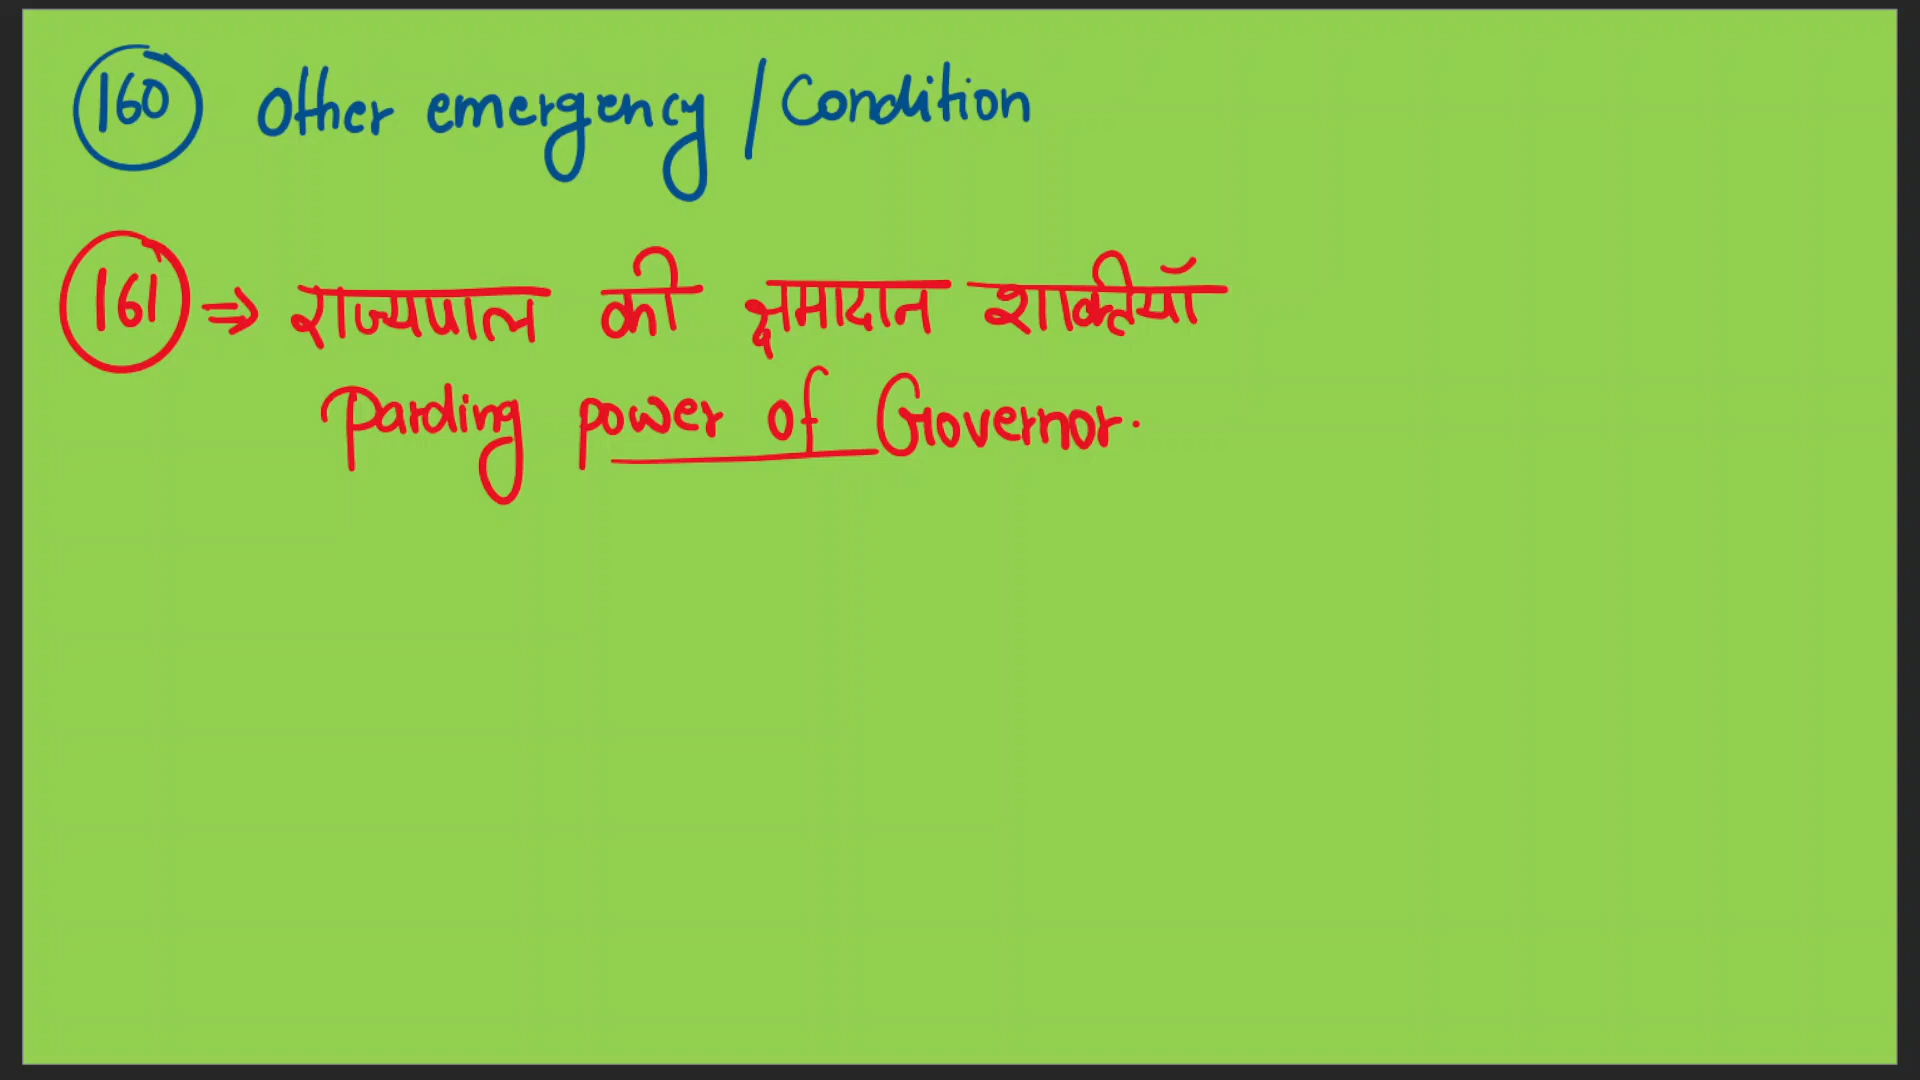 160 Other emergency / Condition
161 ⇒ राज्यपाल की क्षमादान शक्तियाँ
Parding power of Governor.